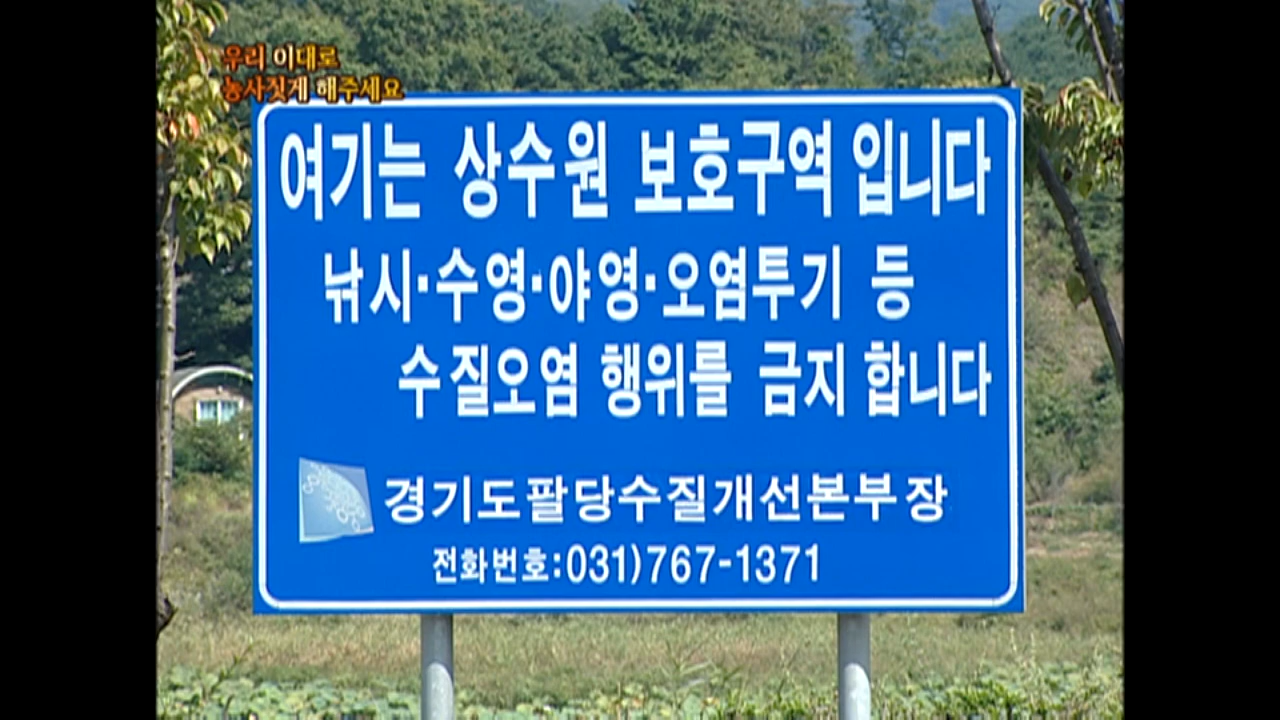 우리 이대로
농사짓게 해주세요
여기는 상수원 보호구역 입니다
낚시·수영·야영·오염투기 등
수질오염 행위를 금지 합니다
경기도팔당수질개선본부장
전화번호:031)767-1371